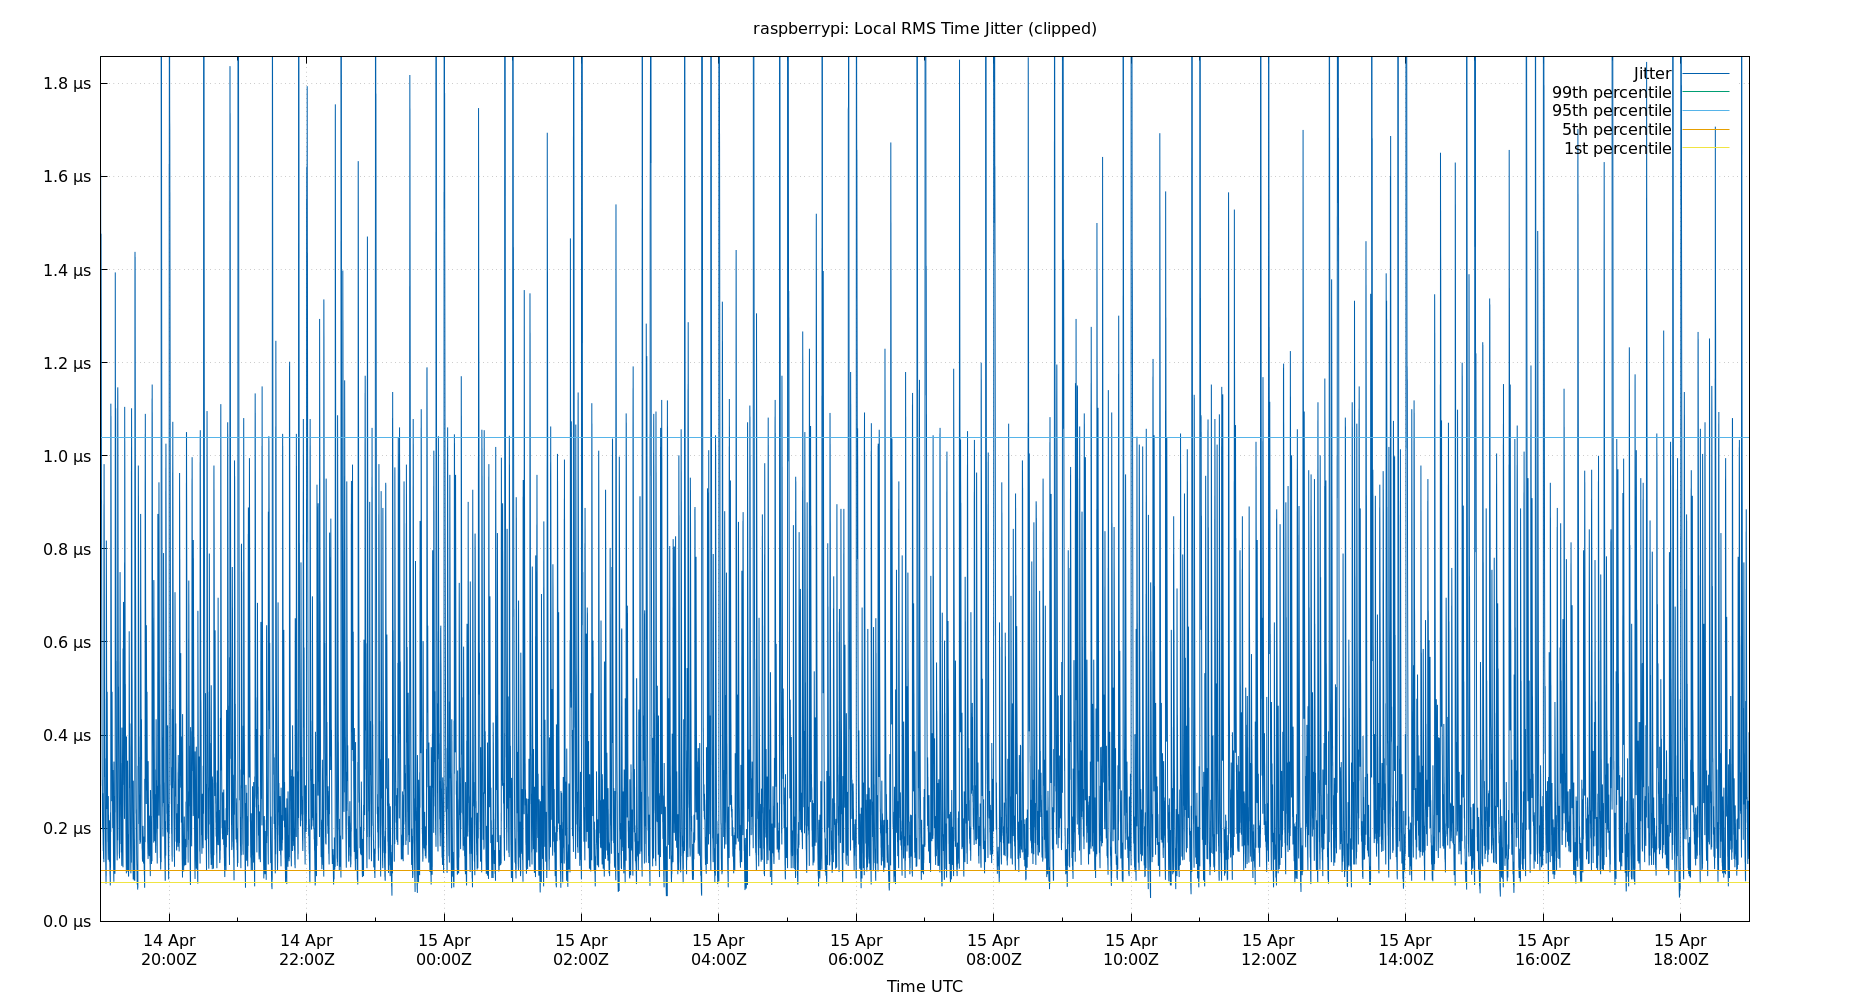 raspberrypi: Local RMS Time Jitter (clipped)
1.8 µs
1.6 µs
1.4 µs
1.2 µs
1.0 µs
0.8 µs
0.6 µs
0.4 µs
0.2 µs
0.0 µs
Jitter
99th percentile
95th percentile
5th percentile
1st percentile
14 Apr 14 Apr 15 Apr 15 Apr 15 Apr 15 Apr 15 Apr 15 Apr 15 Apr 15 Apr 15 Apr 15 Apr
20:00Z 22:00Z 00:00Z 02:00Z 04:00Z 06:00Z 08:00Z 10:00Z 12:00Z 14:00Z 16:00Z 18:00Z
Time UTC